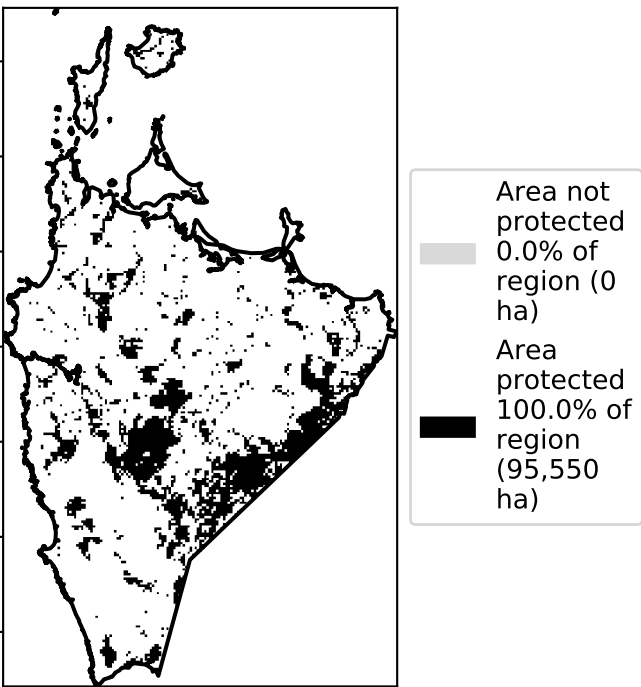 Area not
protected
0.0% of
region (0
ha)
Area
protected
100.0% of
region
(95,550
ha)